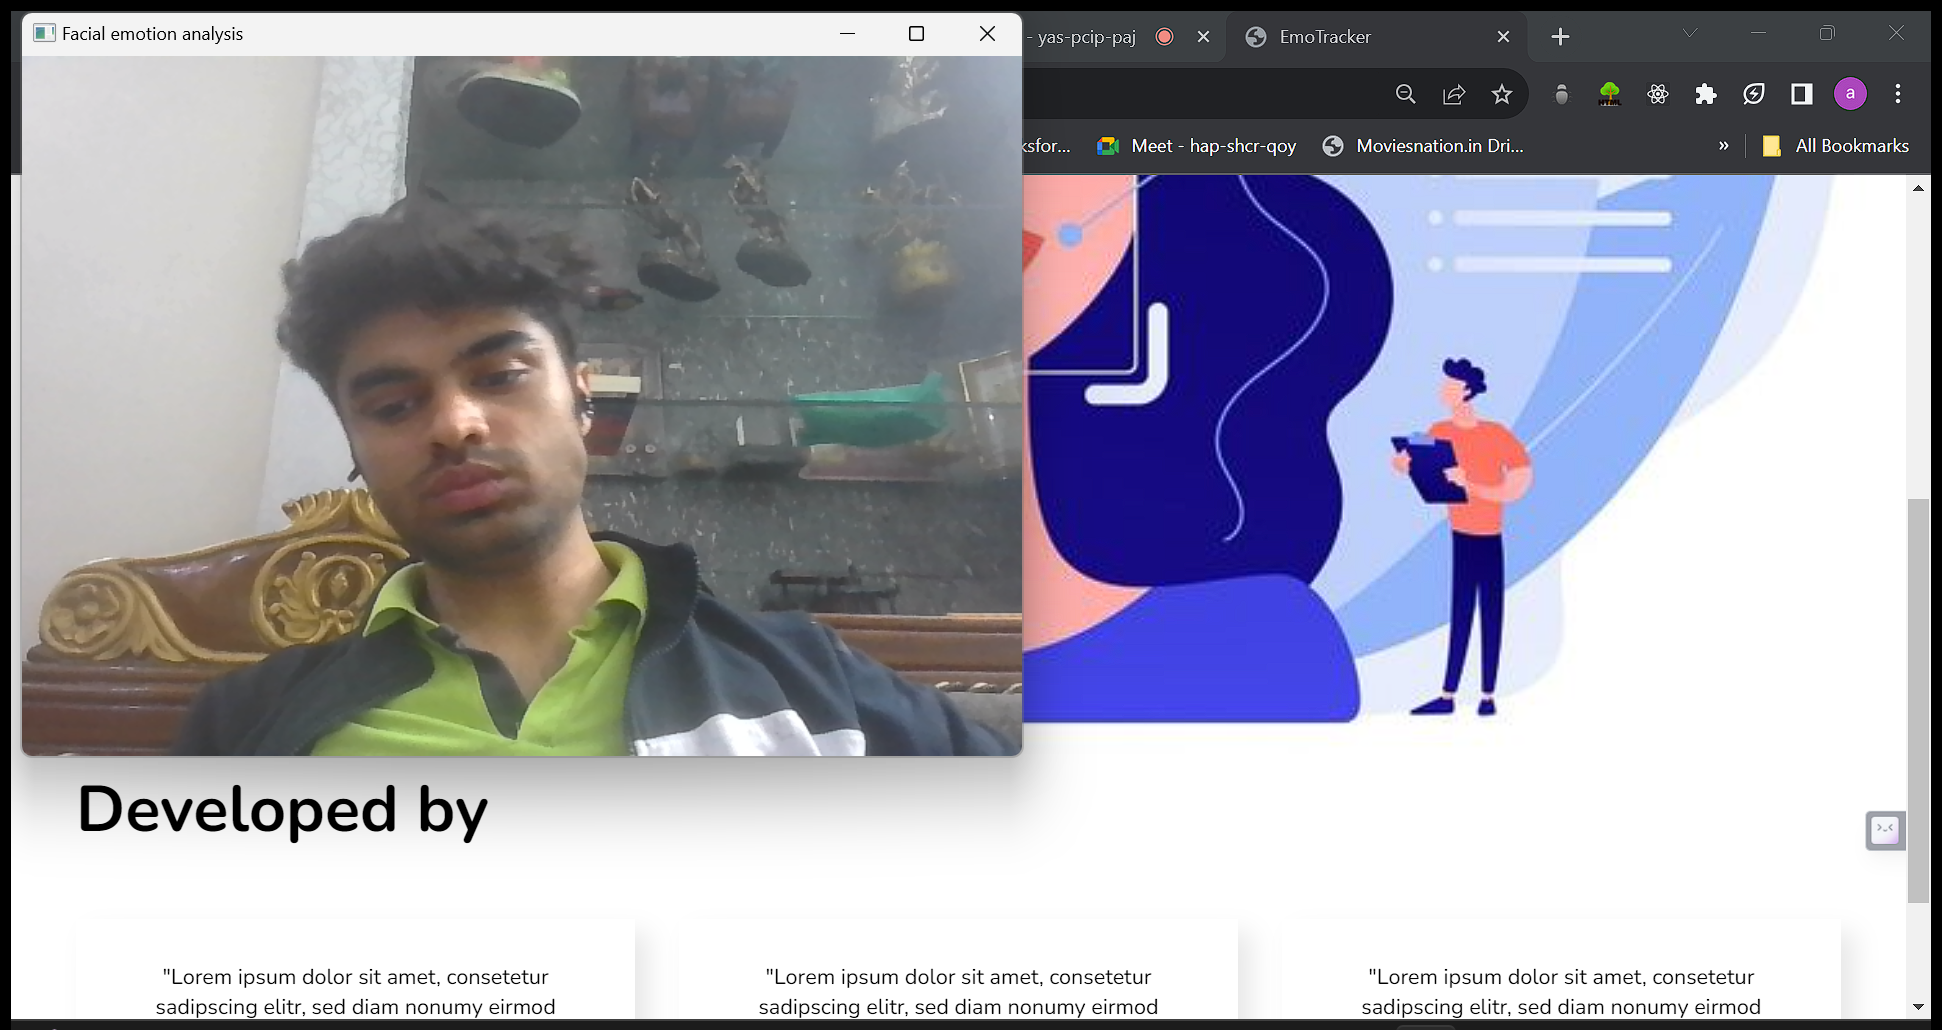 Facial emotion analysis
- yas-pcip-paj
EmoTracker
a
ksfor...
Meet - hap-shcr-qoy
Moviesnation.in Dri...
»
All Bookmarks
Developed by
"Lorem ipsum dolor sit amet, consetetur
sadipscing elitr, sed diam nonumy eirmod
"Lorem ipsum dolor sit amet, consetetur
sadipscing elitr, sed diam nonumy eirmod
"Lorem ipsum dolor sit amet, consetetur
sadipscing elitr, sed diam nonumy eirmod